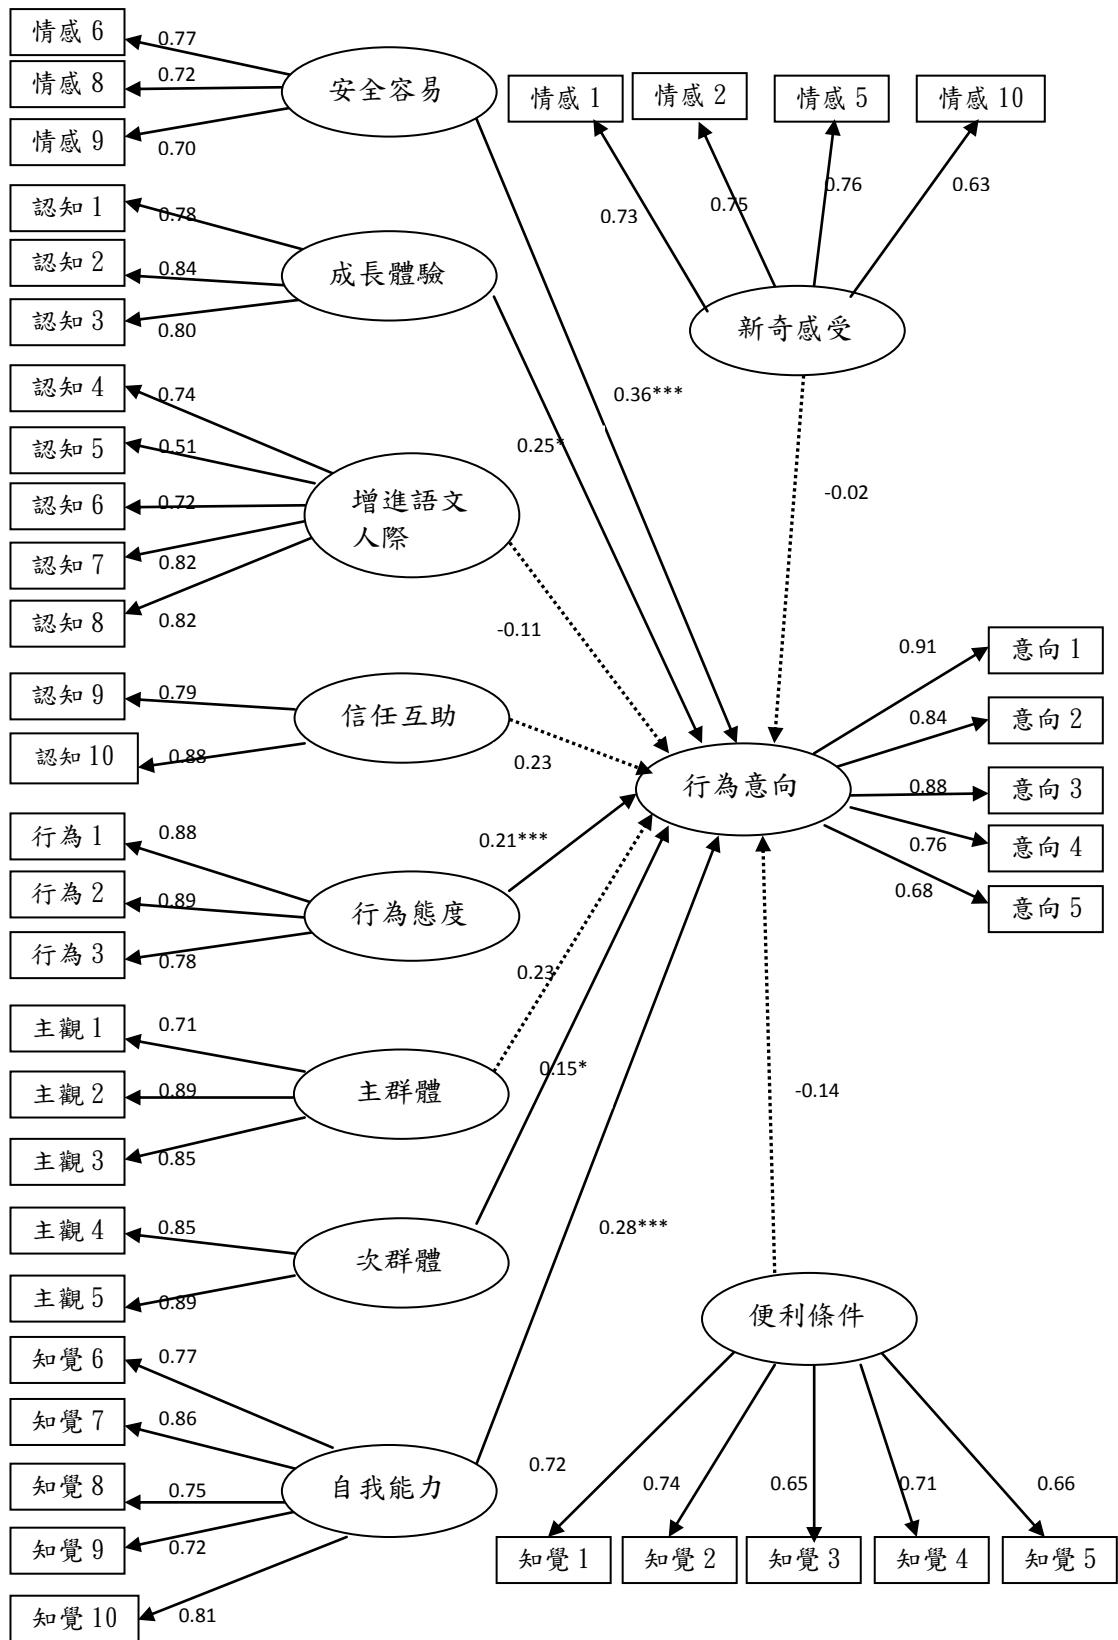 情感 6
0.77
情感 8
0.72
情感 9
0.70
安全容易
情感 1
情感 2
情感 5
情感 10
0.73
0.75
0.76
0.63
新奇感受
認知 1
0.78
認知 2
0.84
認知 3
0.80
成長體驗
0.36***
0.25*
-0.02
認知 4
0.74
認知 5
0.51
認知 6
0.72
認知 7
0.82
認知 8
0.82
增進語文
人際
-0.11
認知 9
0.79
認知 10
0.88
信任互助
0.23
行為意向
0.91
意向 1
0.84
意向 2
0.88
意向 3
0.76
意向 4
0.68
意向 5
行為 1
0.88
行為 2
0.89
行為 3
0.78
行為態度
0.21***
主觀 1
0.71
主觀 2
0.89
主觀 3
0.85
主群體
0.23
主觀 4
0.85
主觀 5
0.89
次群體
0.15*
-0.14
0.28***
知覺 6
0.77
知覺 7
0.86
知覺 8
0.75
知覺 9
0.72
知覺 10
0.81
自我能力
便利條件
0.72
0.74
0.65
0.71
0.66
知覺 1
知覺 2
知覺 3
知覺 4
知覺 5